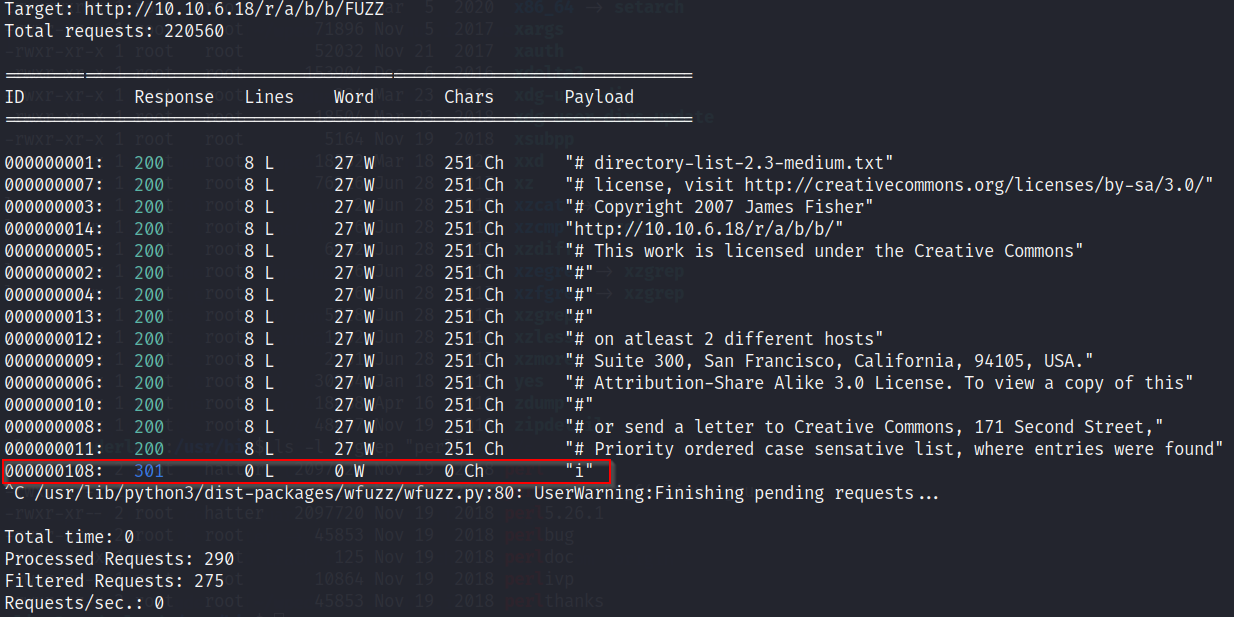 Target: http://10.10.6.18/r/a/b/b/FUZZ
Total requests: 220560
=====================================================================
ID Response Lines Word Chars Payload
=====================================================================
000000001: 200 8 L 27 W 251 Ch "# directory-list-2.3-medium.txt"
000000007: 200 8 L 27 W 251 Ch "# license, visit http://creativecommons.org/licenses/by-sa/3.0/"
000000003: 200 8 L 27 W 251 Ch "# Copyright 2007 James Fisher"
000000014: 200 8 L 27 W 251 Ch "http://10.10.6.18/r/a/b/b/"
000000005: 200 8 L 27 W 251 Ch "# This work is licensed under the Creative Commons"
000000002: 200 8 L 27 W 251 Ch "#"
000000004: 200 8 L 27 W 251 Ch "#"
000000013: 200 8 L 27 W 251 Ch "#"
000000012: 200 8 L 27 W 251 Ch "# on atleast 2 different hosts"
000000009: 200 8 L 27 W 251 Ch "# Suite 300, San Francisco, California, 94105, USA."
000000006: 200 8 L 27 W 251 Ch "# Attribution-Share Alike 3.0 License. To view a copy of this"
000000010: 200 8 L 27 W 251 Ch "#"
000000008: 200 8 L 27 W 251 Ch "# or send a letter to Creative Commons, 171 Second Street,"
000000011: 200 8 L 27 W 251 Ch "# Priority ordered case sensative list, where entries were found"
000000108: 301 0 L 0 W 0 Ch "i"
^C /usr/lib/python3/dist-packages/wfuzz/wfuzz.py:80: UserWarning:Finishing pending requests...
Total time: 0
Processed Requests: 290
Filtered Requests: 275
Requests/sec.: 0